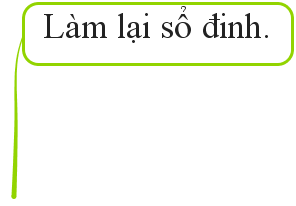 Làm lại sổ đinh.